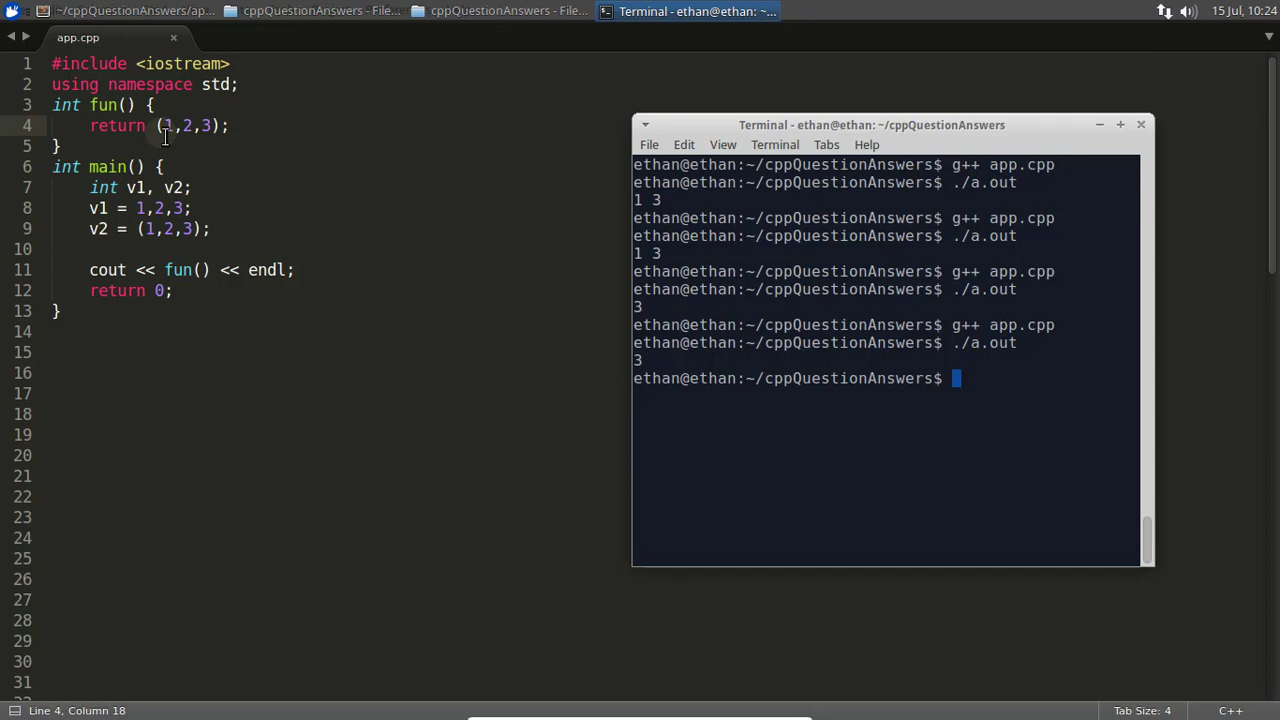 ~/cppQuestionAnswers/ap... cppQuestionAnswers - File... cppQuestionAnswers - File... Terminal - ethan@ethan: ~... 15 Jul, 10:24
app.cpp ×
1 #include <iostream>
2 using namespace std;
3 int fun() {
4 return (1,2,3);
5 }
6 int main() {
7 int v1, v2;
8 v1 = 1,2,3;
9 v2 = (1,2,3);
10
11 cout << fun() << endl;
12 return 0;
13 }
14
15
16
17
18
19
20
21
22
23
24
25
26
27
28
29
30
31
Terminal - ethan@ethan: ~/cppQuestionAnswers
File Edit View Terminal Tabs Help
ethan@ethan:~/cppQuestionAnswers$ g++ app.cpp
ethan@ethan:~/cppQuestionAnswers$ ./a.out
1 3
ethan@ethan:~/cppQuestionAnswers$ g++ app.cpp
ethan@ethan:~/cppQuestionAnswers$ ./a.out
1 3
ethan@ethan:~/cppQuestionAnswers$ g++ app.cpp
ethan@ethan:~/cppQuestionAnswers$ ./a.out
3
ethan@ethan:~/cppQuestionAnswers$ g++ app.cpp
ethan@ethan:~/cppQuestionAnswers$ ./a.out
3
ethan@ethan:~/cppQuestionAnswers$
Line 4, Column 18 Tab Size: 4 C++